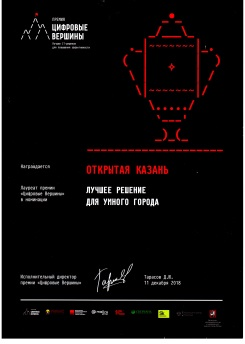 ПРЕМИЯ
ЦИФРОВЫЕ
ВЕРШИНЫ
Награждается
ОТКРЫТАЯ КАЗАНЬ
Лауреат премии
«Цифровые Вершины»
в номинации
ЛУЧШЕЕ РЕШЕНИЕ
ДЛЯ УМНОГО ГОРОДА
Исполнительный директор
премии «Цифровые Вершины»
Тарасов Д.Ю.
11 декабря 2018